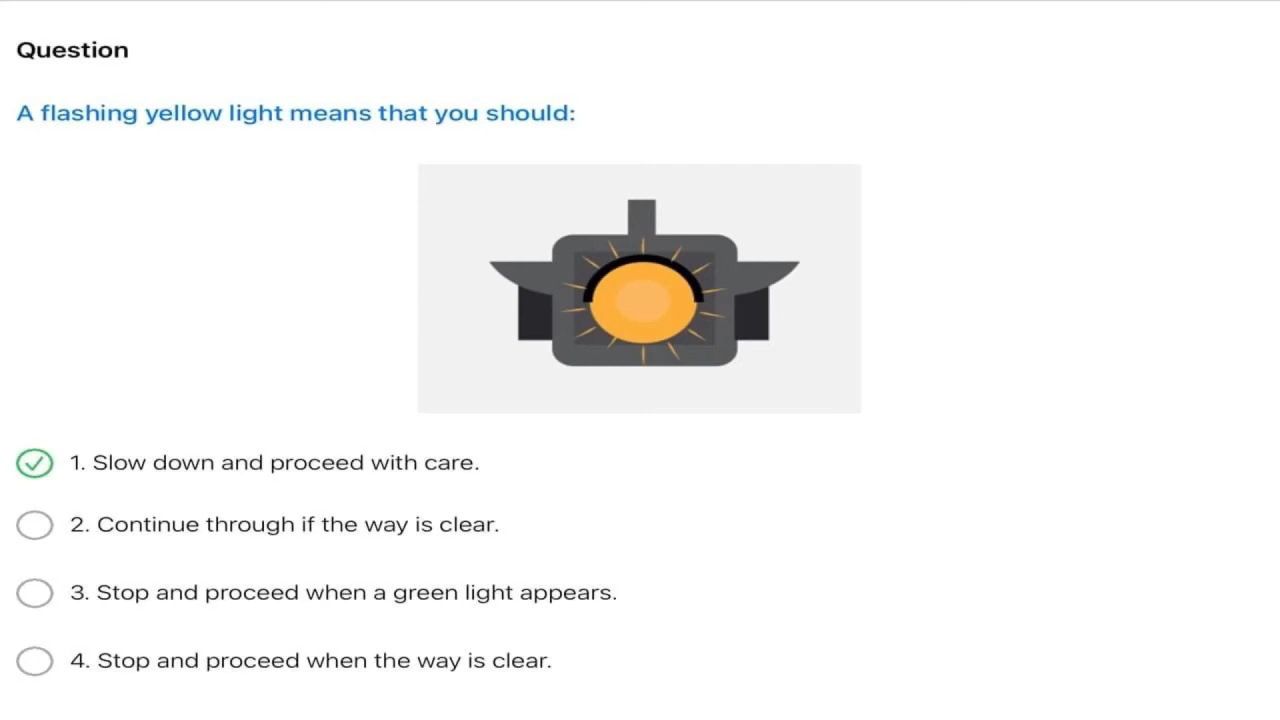 Question
A flashing yellow light means that you should:
1. Slow down and proceed with care.
2. Continue through if the way is clear.
3. Stop and proceed when a green light appears.
4. Stop and proceed when the way is clear.